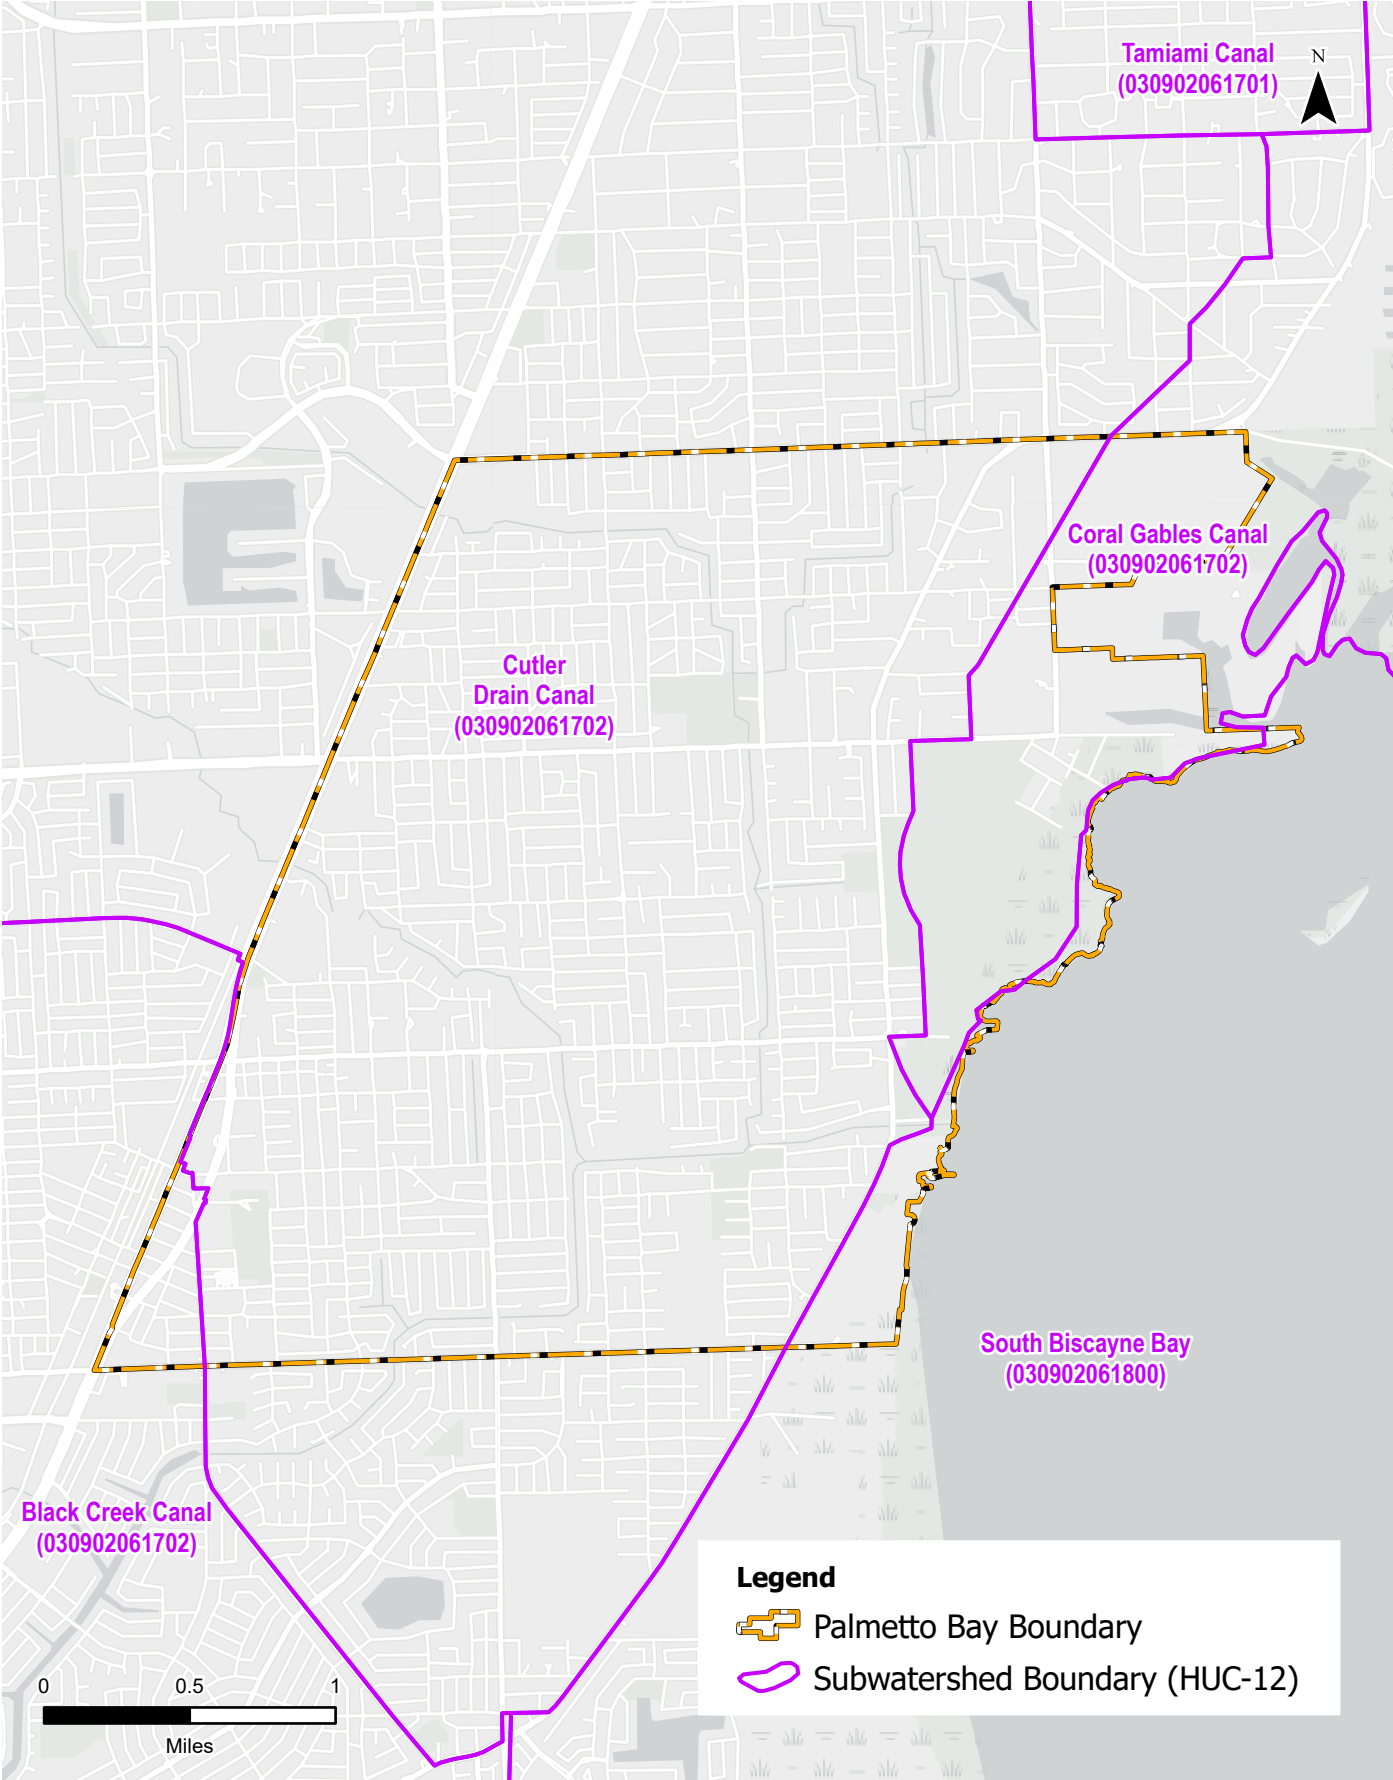 Tamiami Canal
(030902061701)
N
Coral Gables Canal
(030902061702)
Cutler
Drain Canal
(030902061702)
South Biscayne Bay
(030902061800)
Black Creek Canal
(030902061702)
Legend
Palmetto Bay Boundary
Subwatershed Boundary (HUC-12)
0 0.5 1
Miles